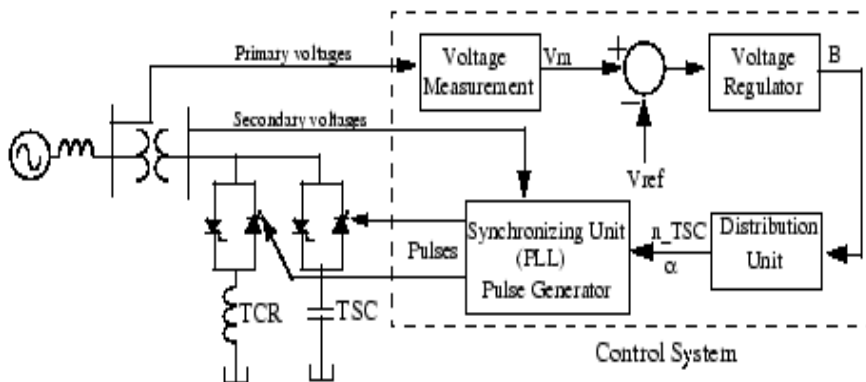 Primary voltages
Voltage
Measurement
Vm
+
−
Voltage
Regulator
B
Secondary voltages
Vref
Pulses
Synchronizing Unit
(PLL)
Pulse Generator
n_TSC
α
Distribution
Unit
TCR
TSC
Control System